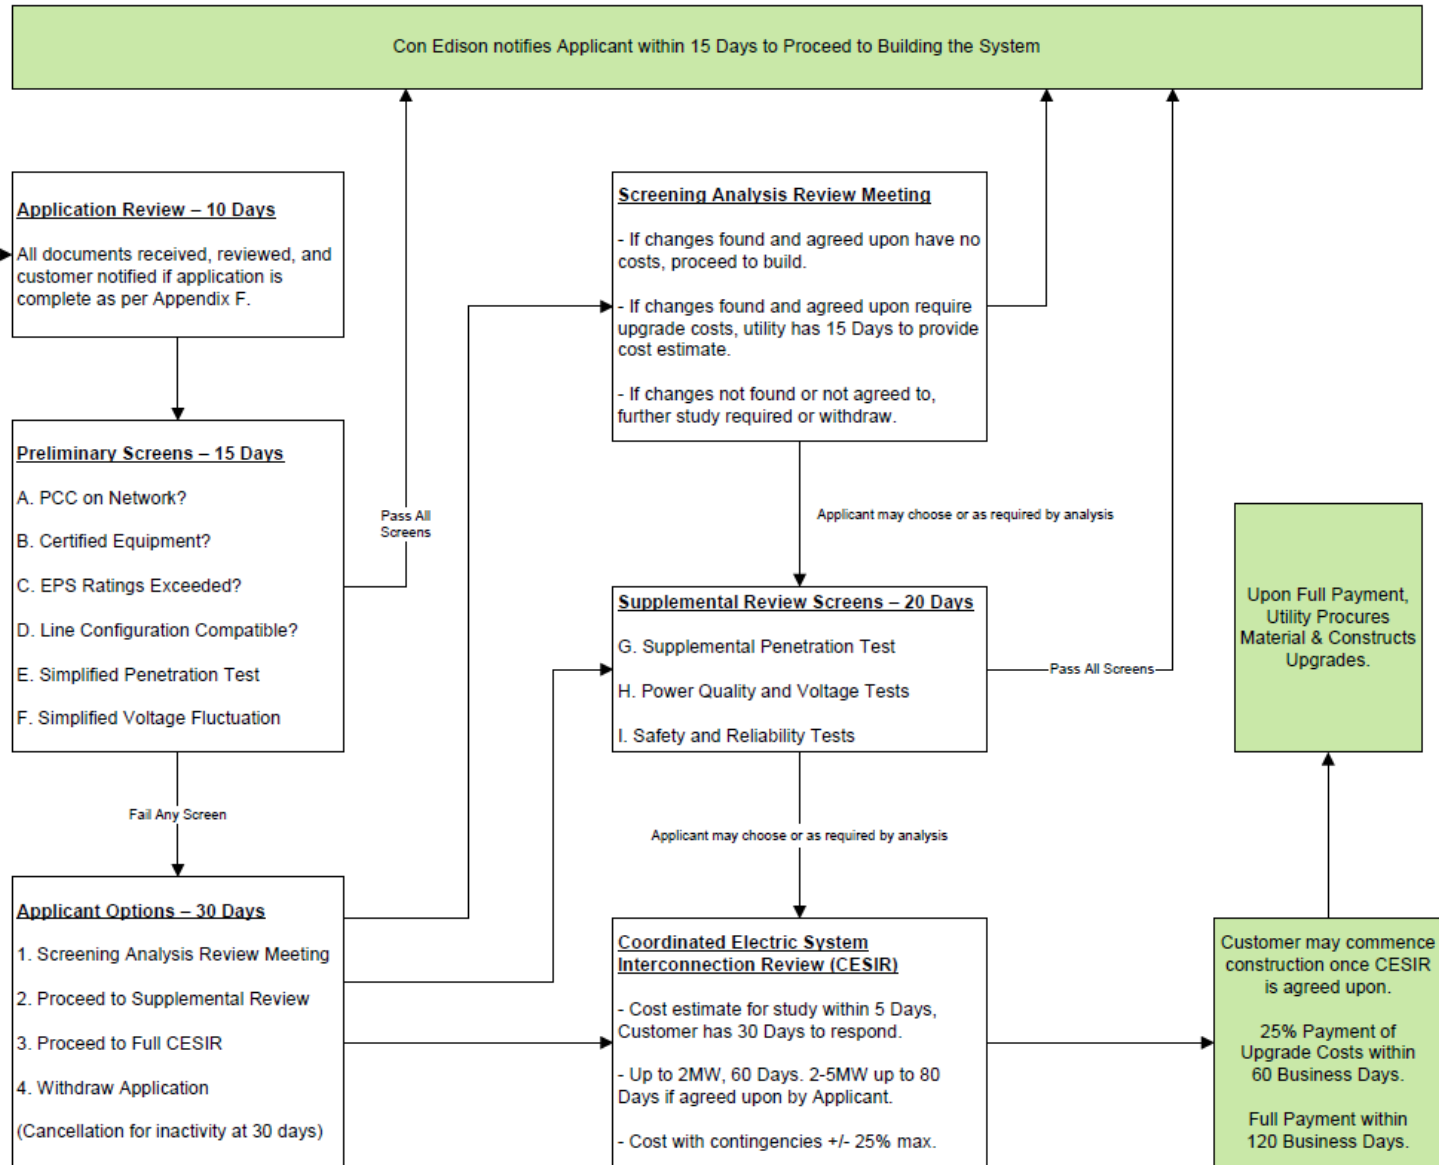 Con Edison notifies Applicant within 15 Days to Proceed to Building the System
Application Review – 10 Days
All documents received, reviewed, and
customer notified if application is
complete as per Appendix F.
Preliminary Screens – 15 Days
A. PCC on Network?
B. Certified Equipment?
C. EPS Ratings Exceeded?
D. Line Configuration Compatible?
E. Simplified Penetration Test
F. Simplified Voltage Fluctuation
Pass All
Screens
Fail Any Screen
Applicant Options – 30 Days
1. Screening Analysis Review Meeting
2. Proceed to Supplemental Review
3. Proceed to Full CESIR
4. Withdraw Application
(Cancellation for inactivity at 30 days)
Screening Analysis Review Meeting
- If changes found and agreed upon have no
costs, proceed to build.
- If changes found and agreed upon require
upgrade costs, utility has 15 Days to provide
cost estimate.
- If changes not found or not agreed to,
further study required or withdraw.
Applicant may choose or as required by analysis
Supplemental Review Screens – 20 Days
G. Supplemental Penetration Test
H. Power Quality and Voltage Tests
I. Safety and Reliability Tests
Pass All Screens
Applicant may choose or as required by analysis
Coordinated Electric System
Interconnection Review (CESIR)
- Cost estimate for study within 5 Days,
Customer has 30 Days to respond.
- Up to 2MW, 60 Days. 2-5MW up to 80
Days if agreed upon by Applicant.
- Cost with contingencies +/- 25% max.
Upon Full Payment,
Utility Procures
Material & Constructs
Upgrades.
Customer may commence
construction once CESIR
is agreed upon.
25% Payment of
Upgrade Costs within
60 Business Days.
Full Payment within
120 Business Days.